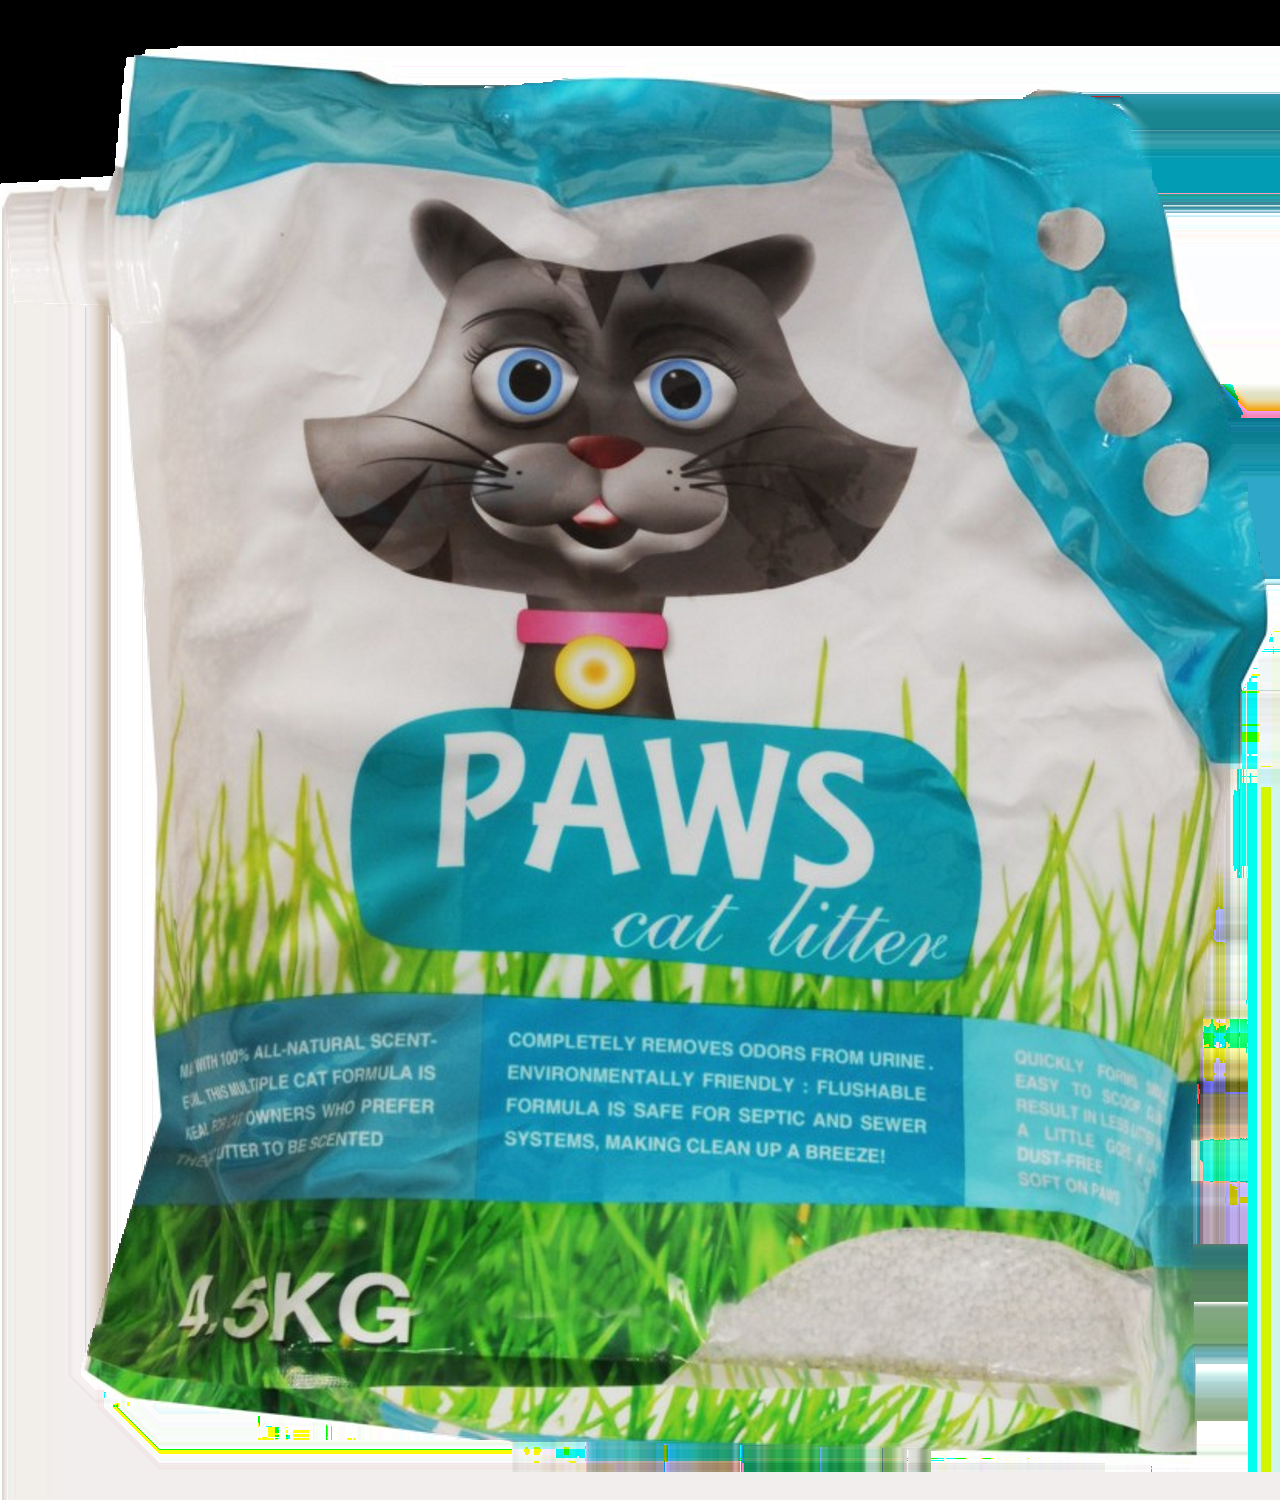 PAWS
cat litter
WITH 100% ALL-NATURAL SCENT-
THIS MULTIPLE CAT FORMULA IS
OWNERS WHO PREFER
LITTER TO BE SCENTED
COMPLETELY REMOVES ODORS FROM URINE.
ENVIRONMENTALLY FRIENDLY : FLUSHABLE
FORMULA IS SAFE FOR SEPTIC AND SEWER
SYSTEMS, MAKING CLEAN UP A BREEZE!
QUICKLY FORMS
EASY TO SCOOP
RESULT IN LESS LITTER
A LITTLE GOES A
DUST-FREE
SOFT ON PAWS
4.5KG